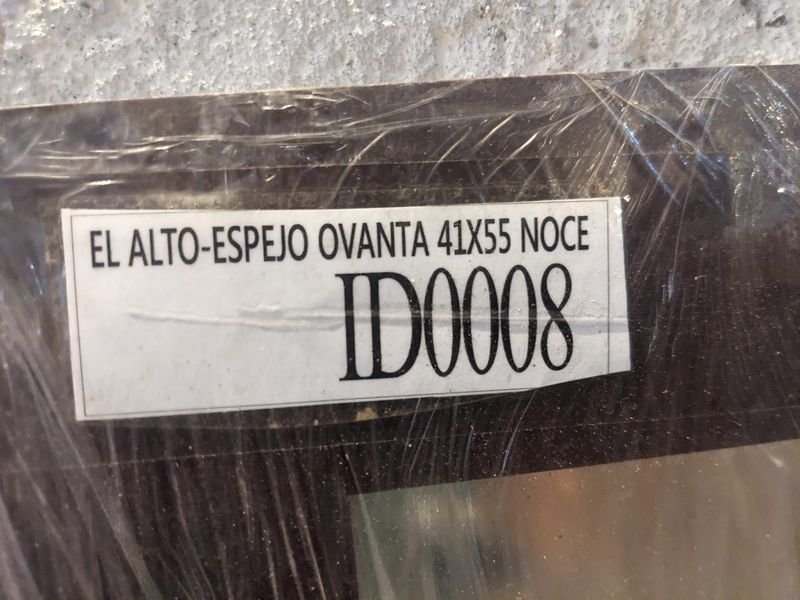 EL ALTO-ESPEJO OVANTA 41X55 NOCE
ID0008